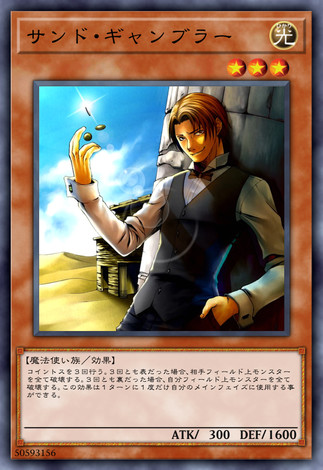 サンド・ギャンブラー
光
【魔法使い族／効果】
コイントスを３回行う。３回とも表だった場合、相手フィールド上モンスター
を全て破壊する。３回とも裏だった場合、自分フィールド上モンスターを全て
破壊する。この効果は１ターンに１度だけ自分のメインフェイズに使用する事
ができる。
ATK/ 300 DEF/1600
50593156